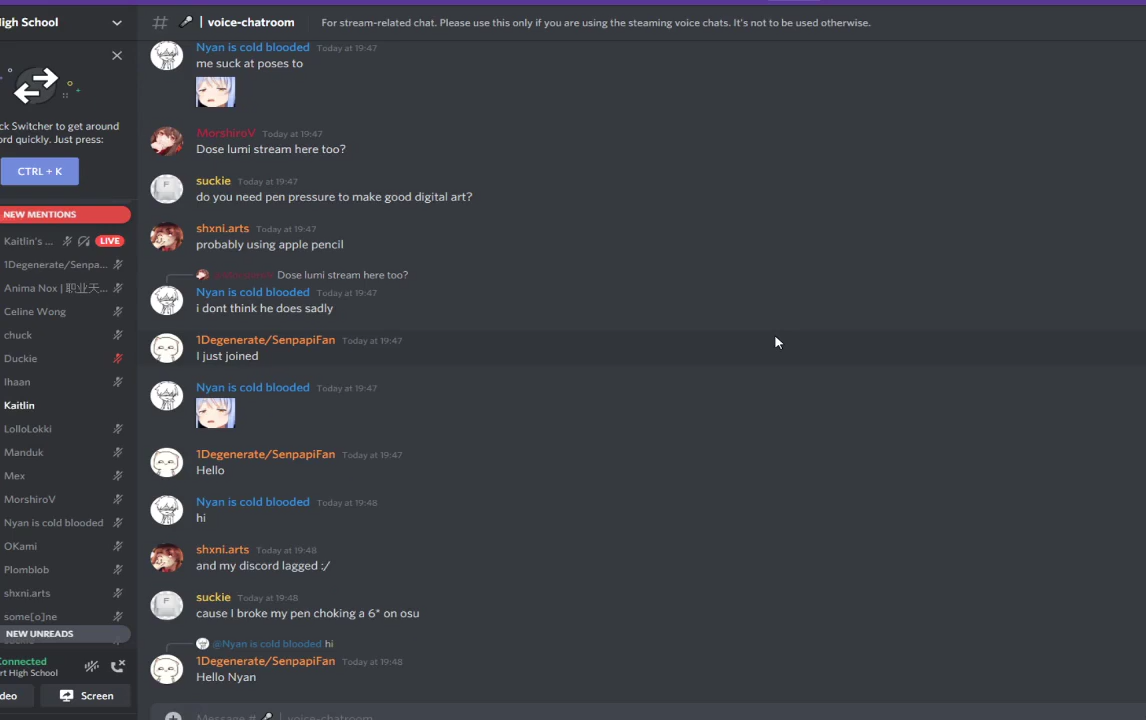 High School
# | voice-chatroom
For stream-related chat. Please use this only if you are using the steaming voice chats. It's not to be used otherwise.
ck Switcher to get around
ord quickly. Just press:
CTRL + K
NEW MENTIONS
Kaitlin's ... LIVE
1Degenerate/Senpa...
Anima Nox | 职业天...
Celine Wong
chuck
Duckie
Ihaan
Kaitlin
LolloLokki
Manduk
Mex
MorshiroV
Nyan is cold blooded
OKami
Plomblob
shxni.arts
some[o]ne
NEW UNREADS
Connected
rt High School
deo
Screen
Nyan is cold blooded Today at 19:47
me suck at poses to
MorshiroV Today at 19:47
Dose lumi stream here too?
suckie Today at 19:47
do you need pen pressure to make good digital art?
shxni.arts Today at 19:47
probably using apple pencil
Dose lumi stream here too?
Nyan is cold blooded Today at 19:47
i dont think he does sadly
1Degenerate/SenpapiFan Today at 19:47
I just joined
Nyan is cold blooded Today at 19:47
1Degenerate/SenpapiFan Today at 19:47
Hello
Nyan is cold blooded Today at 19:48
hi
shxni.arts Today at 19:48
and my discord lagged :/
suckie Today at 19:48
cause I broke my pen choking a 6* on osu
@Nyan is cold blooded hi
1Degenerate/SenpapiFan Today at 19:48
Hello Nyan
Message # | voice-chatroom